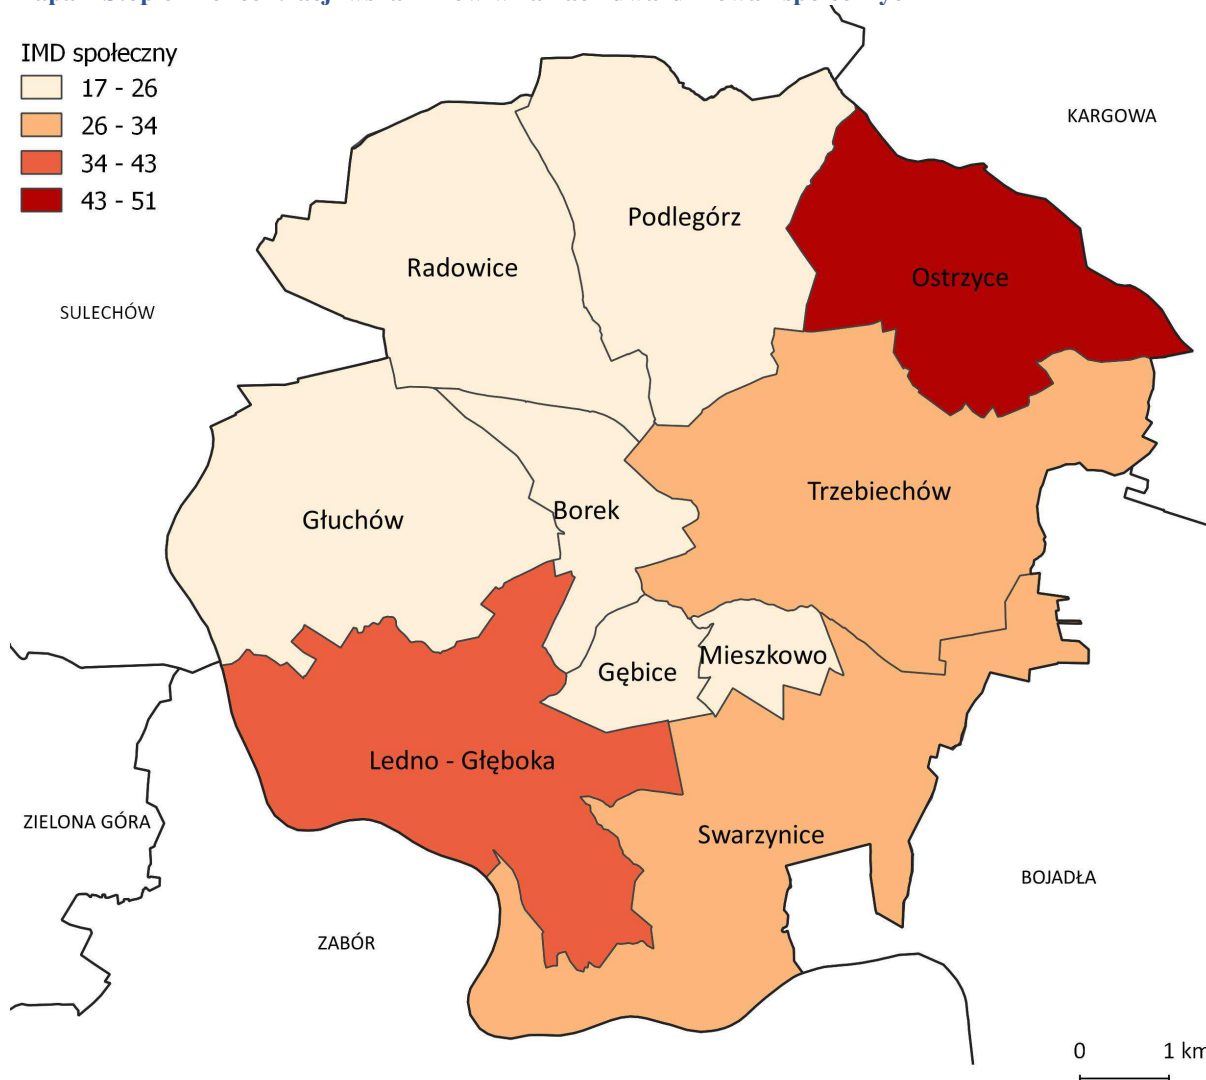 IMD społeczny
17 - 26
26 - 34
34 - 43
43 - 51
KARGOWA
Podlegórz
Radowice
Ostrzyce
SULECHÓW
Trzebiechów
Borek
Głuchów
Mieszkowo
Gębice
Ledno - Głęboka
ZIELONA GÓRA
Swarzynice
BOJADŁA
ZABÓR
0 1 km